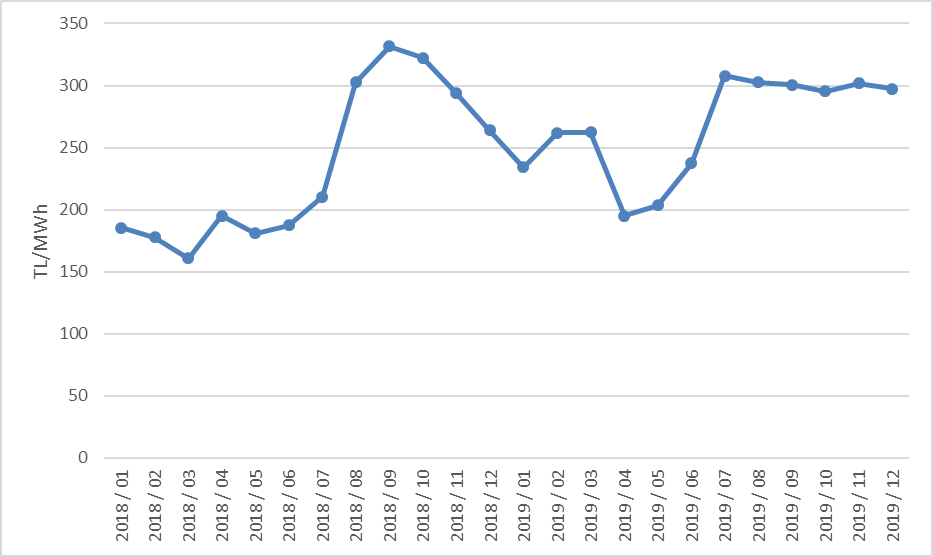 350
300
250
200
150
100
50
0
TL/MWh
2018 / 01
2018 / 02
2018 / 03
2018 / 04
2018 / 05
2018 / 06
2018 / 07
2018 / 08
2018 / 09
2018 / 10
2018 / 11
2018 / 12
2019 / 01
2019 / 02
2019 / 03
2019 / 04
2019 / 05
2019 / 06
2019 / 07
2019 / 08
2019 / 09
2019 / 10
2019 / 11
2019 / 12